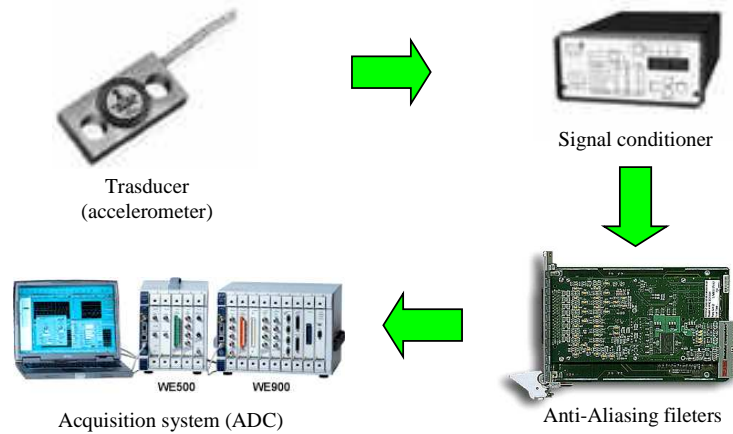 Trasducer
(accelerometer)
Signal conditioner
Anti-Aliasing fileters
WE500
WE900
Acquisition system (ADC)